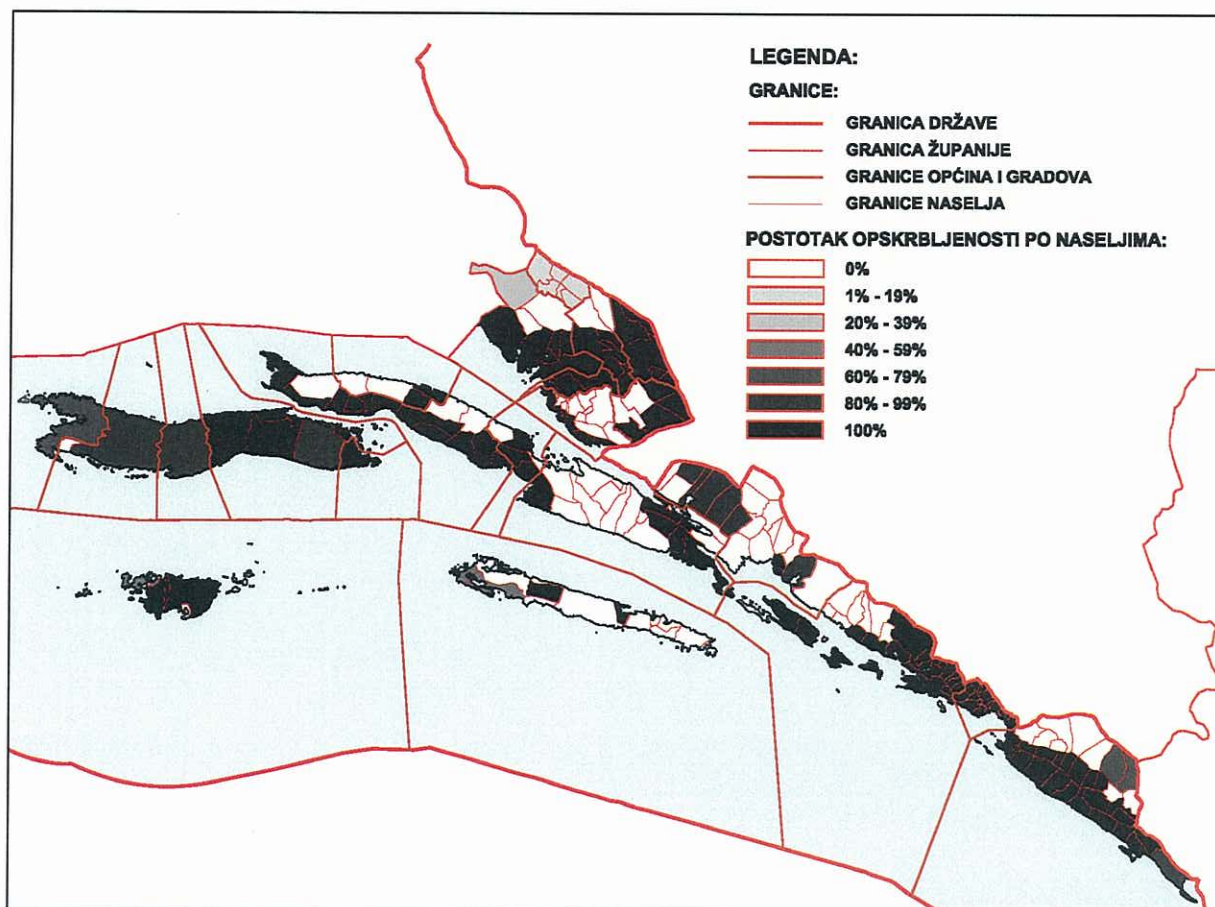 LEGENDA:
GRANICE:
GRANICA DRŽAVE
GRANICA ŽUPANIJE
GRANICE OPĆINA I GRADOVA
GRANICE NASELJA
POSTOTAK OPSKRBLJENOSTI PO NASELJIMA:
0%
1% - 19%
20% - 39%
40% - 59%
60% - 79%
80% - 99%
100%